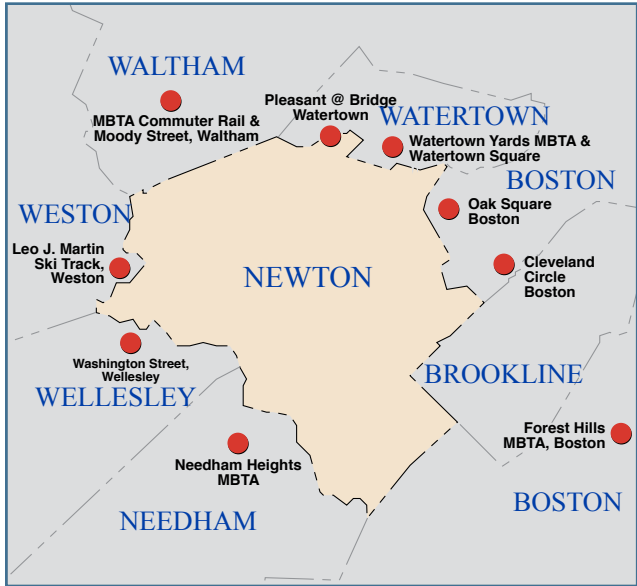 WALTHAM
MBTA Commuter Rail &
Moody Street, Waltham
Pleasant @ Bridge
Watertown
WATERTOWN
Watertown Yards MBTA &
Watertown Square
BOSTON
WESTON
Oak Square
Boston
Leo J. Martin
Ski Track,
Weston
NEWTON
Cleveland
Circle
Boston
Washington Street,
Wellesley
WELLESLEY
BROOKLINE
Forest Hills
MBTA, Boston
Needham Heights
MBTA
NEEDHAM
BOSTON